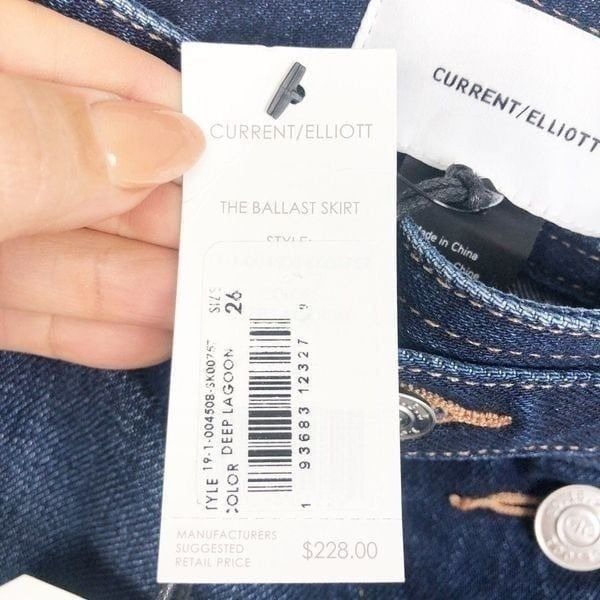 CURRENT/ELLIOTT
THE BALLAST SKIRT
STYLE:
SIZE 26
TYLE 19-1-004508-SK0075
COLOR DEEP LAGOON
1 93683 12327 9
MANUFACTURERS
SUGGESTED
RETAIL PRICE
$228.00
CURRENT/ELLIOTT
ade in China